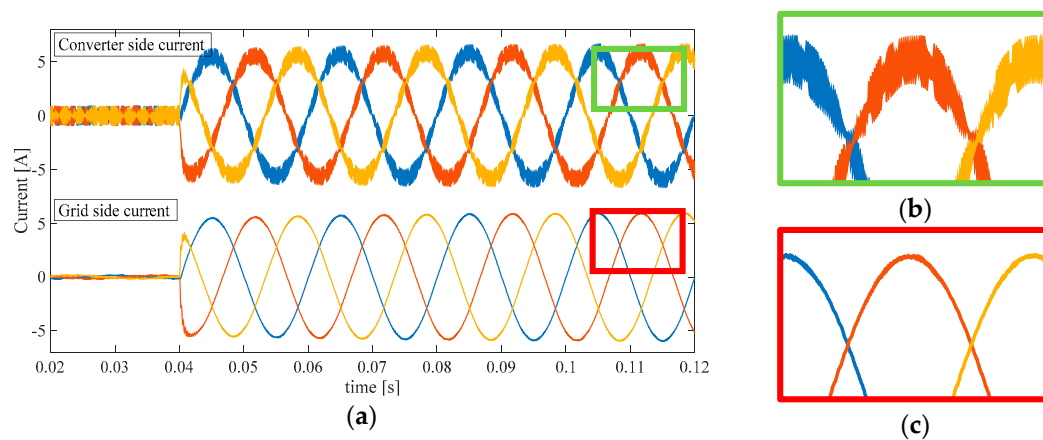 Converter side current
5
0
-5
Current [A]
Grid side current
5
0
-5
0.02 0.03 0.04 0.05 0.06 0.07 0.08 0.09 0.1 0.11 0.12
time [s]
(a)
(b)
(c)